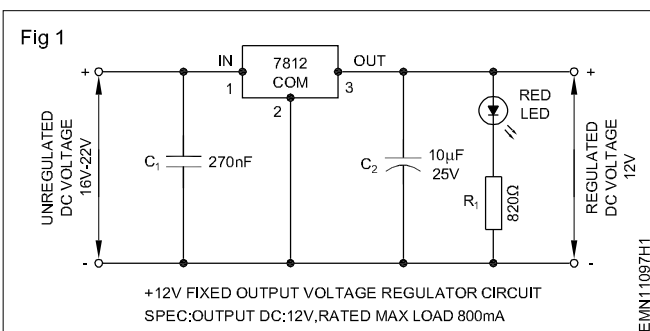 Fig 1
IN
7812
COM
OUT
1
2
3
+
+
RED
LED
UNREGULATED
DC VOLTAGE
16V-22V
C1
270nF
C2
10µF
25V
R1
820Ω
REGULATED
DC VOLTAGE
12V
-
-
+12V FIXED OUTPUT VOLTAGE REGULATOR CIRCUIT
SPEC:OUTPUT DC:12V,RATED MAX LOAD 800mA
EMN11097H1